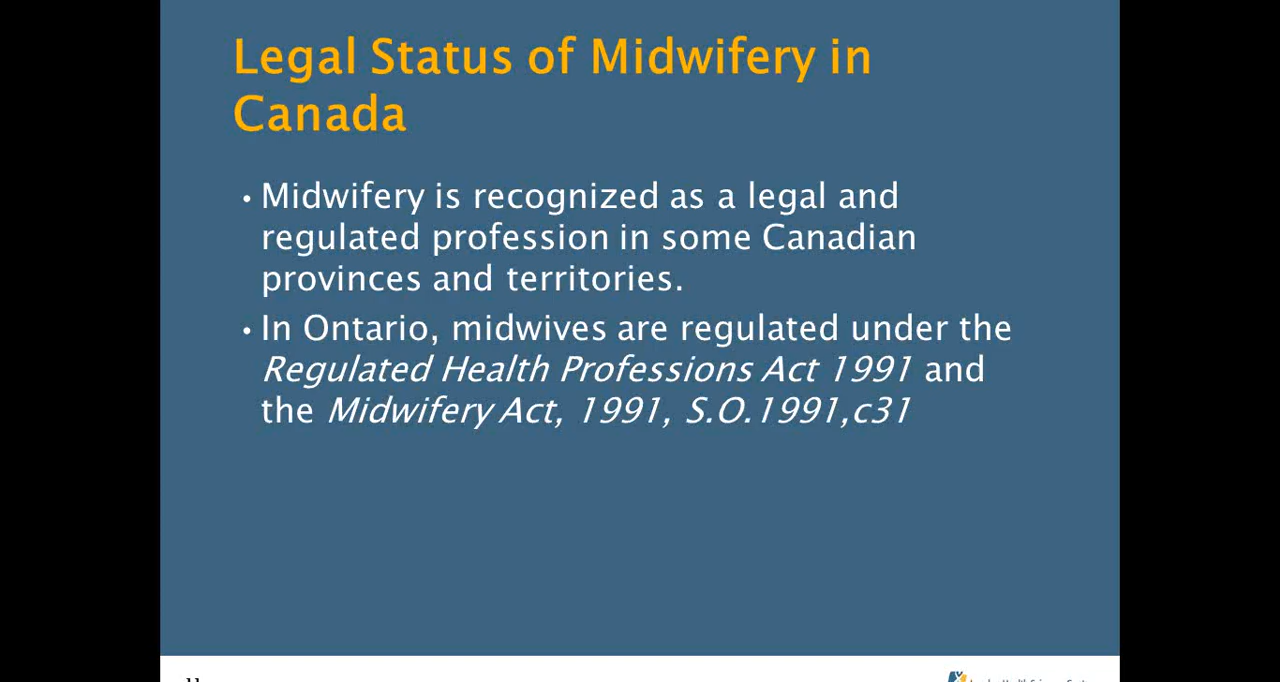 Legal Status of Midwifery in
Canada
• Midwifery is recognized as a legal and
regulated profession in some Canadian
provinces and territories.
• In Ontario, midwives are regulated under the
Regulated Health Professions Act 1991 and
the Midwifery Act, 1991, S.O.1991,c31